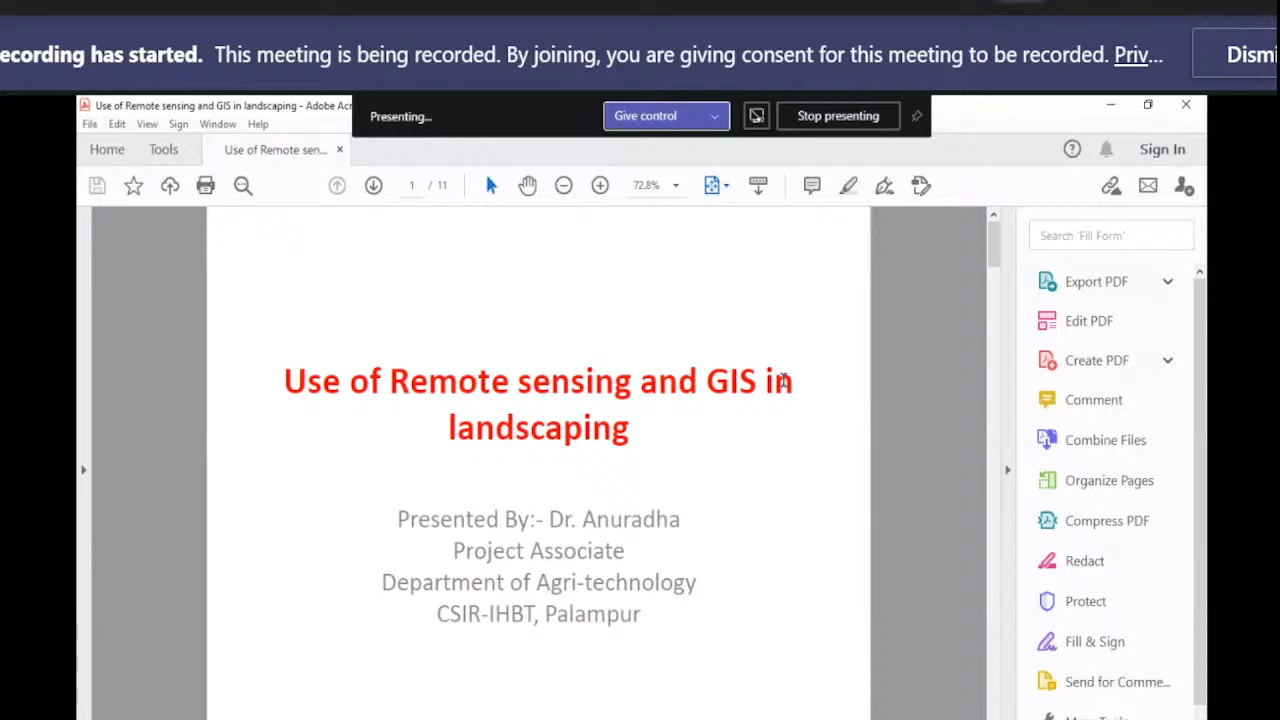 ecording has started. This meeting is being recorded. By joining, you are giving consent for this meeting to be recorded. Priv... Dismi
Use of Remote sensing and GIS in landscaping - Adobe Acr
Presenting... Give control Stop presenting
File Edit View Sign Window Help
Home Tools Use of Remote sen... × Sign In
1 / 11 72.8%
Search 'Fill Form'
Export PDF
Edit PDF
Create PDF
Comment
Combine Files
Organize Pages
Compress PDF
Redact
Protect
Fill & Sign
Send for Comme...
Use of Remote sensing and GIS in
landscaping
Presented By:- Dr. Anuradha
Project Associate
Department of Agri-technology
CSIR-IHBT, Palampur